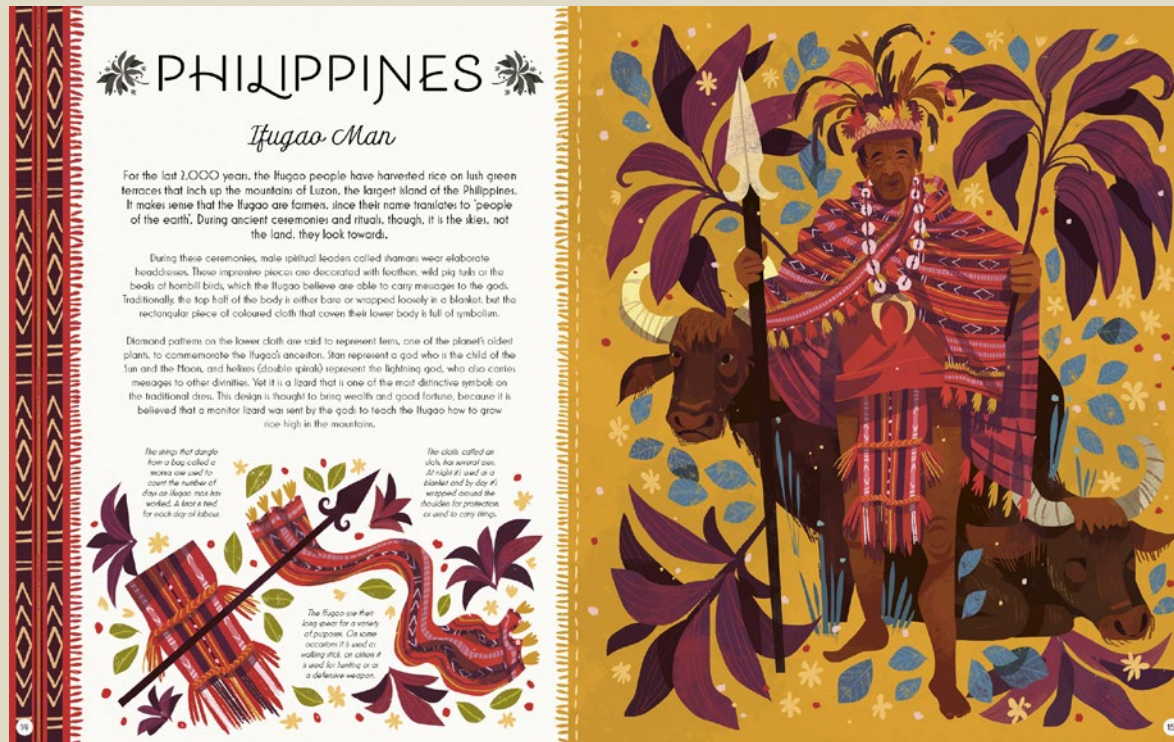 PHILIPPINES
Ifugao Man
For the last 2,000 years, the Ifugao people have harvested rice on lush green
terraces that inch up the mountains of Luzon, the largest island of the Philippines.
It makes sense that the Ifugao are farmers, since their name translates to 'people
of the earth'. During ancient ceremonies and rituals, though, it is the skies, not
the land, they look towards.
During these ceremonies, male spiritual leaders called shamans wear elaborate
headdresses. These impressive pieces are decorated with feathers, wild pig tusks or the
beaks of hornbill birds, which the Ifugao believe are able to carry messages to the gods.
Traditionally, the top half of the body is either bare or wrapped loosely in a blanket, but the
rectangular piece of coloured cloth that covers their lower body is full of symbolism.
Diamond patterns on the lower cloth are said to represent ferns, one of the planet's oldest
plants, to commemorate the Ifugao's ancestors. Stars represent a god who is the child of the
Sun and the Moon, and helixes (double spirals) represent the lightning god, who also carries
messages to other divinities. Yet it is a lizard that is one of the most distinctive symbols on
the traditional dress. This design is thought to bring wealth and good fortune, because it is
believed that a monitor lizard was sent by the gods to teach the Ifugao how to grow
rice high in the mountains.
The strings that dangle
from a bag called a
moma are used to
count the number of
days an Ifugao man has
worked. A knot is tied
for each day of labour.
The cloth, called an
has several uses.
At night it's used as a
blanket and by day it's
wrapped around the
shoulders for protection,
or used to carry things.
The Ifugao use their
long spear for a variety
of purposes. On some
occasions it is used as
walking stick, on others it
is used for hunting or as
a defensive weapon.
14
15